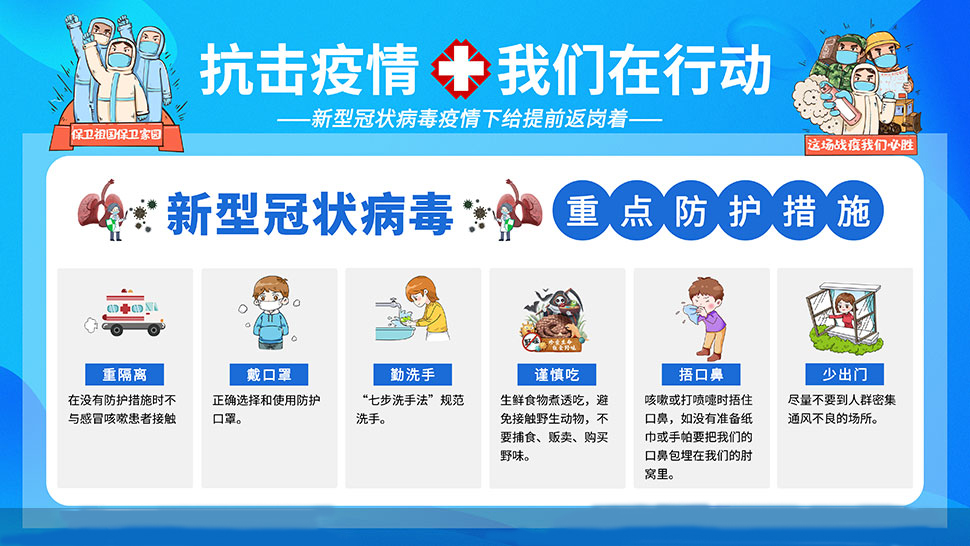 抗击疫情 我们在行动
——新型冠状病毒疫情下给提前返岗着——
保卫祖国保卫家园
这场战疫我们必胜
新型冠状病毒
重点防护措施
重隔离
在没有防护措施时不
与感冒咳嗽患者接触
戴口罩
正确选择和使用防护
口罩。
勤洗手
“七步洗手法”规范
洗手。
野味
谨慎吃
生鲜食物煮透吃，避
免接触野生动物，不
要捕食、贩卖、购买
野味。
捂口鼻
咳嗽或打喷嚏时捂住
口鼻，如没有准备纸
巾或手帕要把我们的
口鼻包埋在我们的肘
窝里。
少出门
尽量不要到人群密集
通风不良的场所。